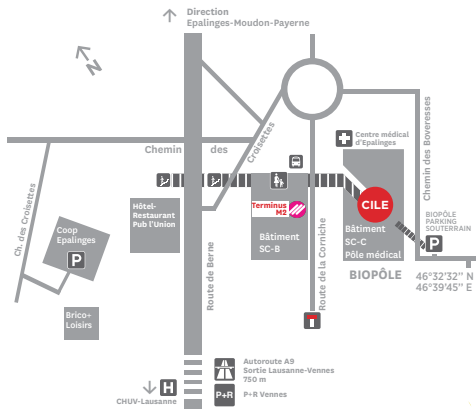 Direction
Epalinges-Moudon-Payerne
N
Chemin des Croisettes
Centre médical
d'Epalinges
Chemin des Boveresses
Ch. des Croisettes
Hôtel-
Restaurant
Pub l'Union
Terminus
M2
CILE
Coop
Epalinges
P
Bâtiment
SC-B
Bâtiment
SC-C
Pôle médical
BIOPÔLE
PARKING
SOUTERRAIN
P
Route de Berne
Route de la Corniche
BIOPÔLE
46°32'32'' N
46°39'45'' E
Brico+
Loisirs
Autoroute A9
Sortie Lausanne-Vennes
750 m
H
CHUV-Lausanne
P+R
P+R Vennes